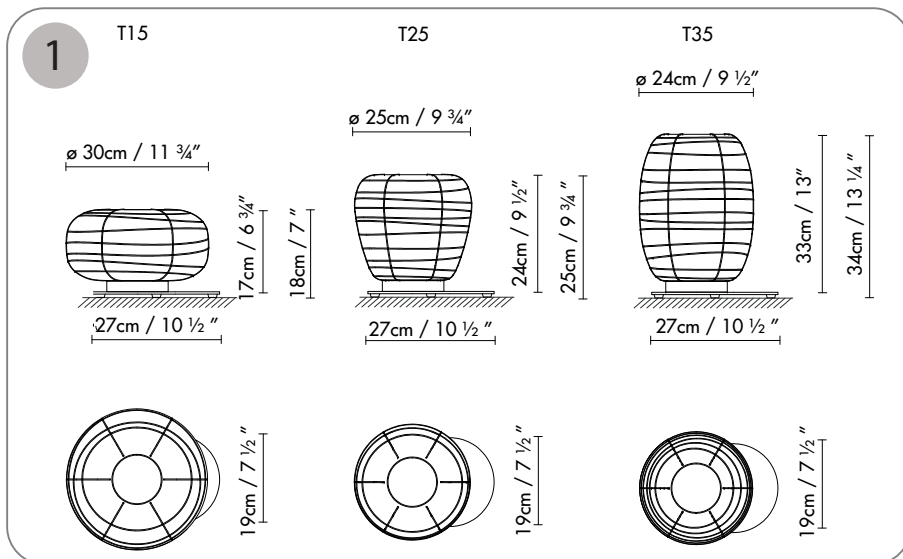 1
T15
T25
T35
ø 30cm / 11 ¾”
17cm / 6 ¾”
18cm / 7 ”
27cm / 10 ½ ”
19cm / 7 ½ ”
ø 25cm / 9 ¾”
24cm / 9 ½”
25cm / 9 ¾”
27cm / 10 ½ ”
19cm / 7 ½ ”
ø 24cm / 9 ½”
33cm / 13”
34cm / 13 ¼ ”
27cm / 10 ½ ”
19cm / 7 ½ ”